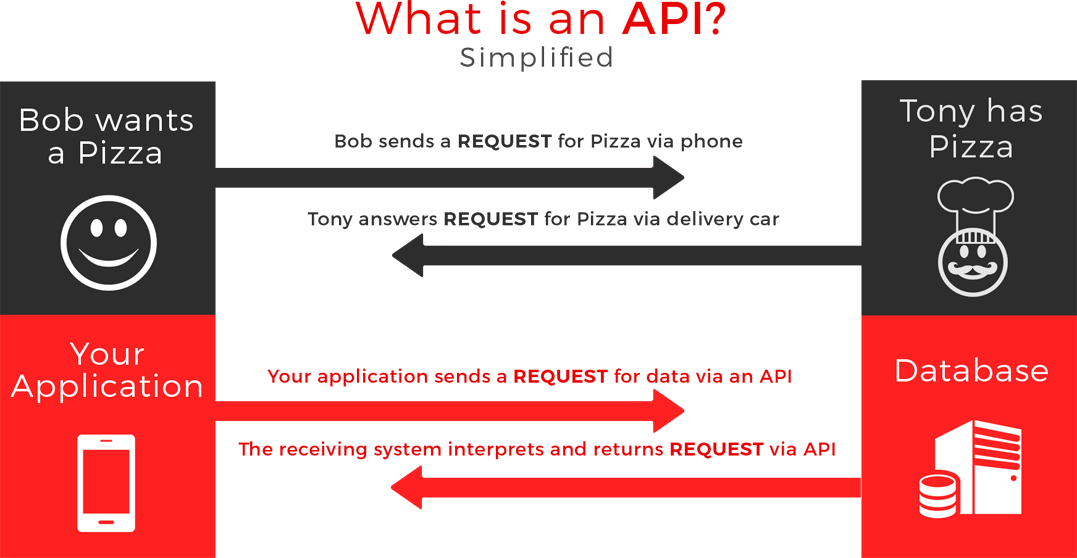 What is an API?
Simplified
Bob wants
a Pizza
Bob sends a REQUEST for Pizza via phone
Tony answers REQUEST for Pizza via delivery car
Tony has
Pizza
Your
Application
Your application sends a REQUEST for data via an API
The receiving system interprets and returns REQUEST via API
Database